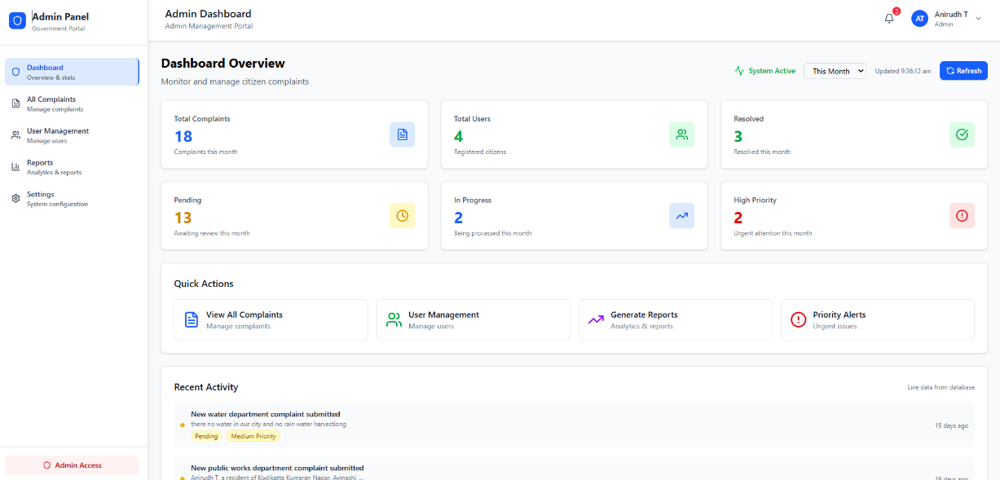 Admin Panel
Government Portal
Dashboard
Overview & stats
All Complaints
Manage complaints
User Management
Manage users
Reports
Analytics & reports
Settings
System configuration
Admin Access
Admin Dashboard
Admin Management Portal
3
AT
Anirudh T
Admin
Dashboard Overview
Monitor and manage citizen complaints
System Active
This Month
Updated 9:36:13 am
Refresh
Total Complaints
18
Complaints this month
Total Users
4
Registered citizens
Resolved
3
Resolved this month
Pending
13
Awaiting review this month
In Progress
2
Being processed this month
High Priority
2
Urgent attention this month
Quick Actions
View All Complaints
Manage complaints
User Management
Manage users
Generate Reports
Analytics & reports
Priority Alerts
Urgent issues
Recent Activity
Live data from database
New water department complaint submitted
there no water in our city and no rain water harvestiong
Pending
Medium Priority
19 days ago
New public works department complaint submitted
Anirudh T, a resident of Kodikatta Kumaran Nagar, Avinashi, ...
19 days ago